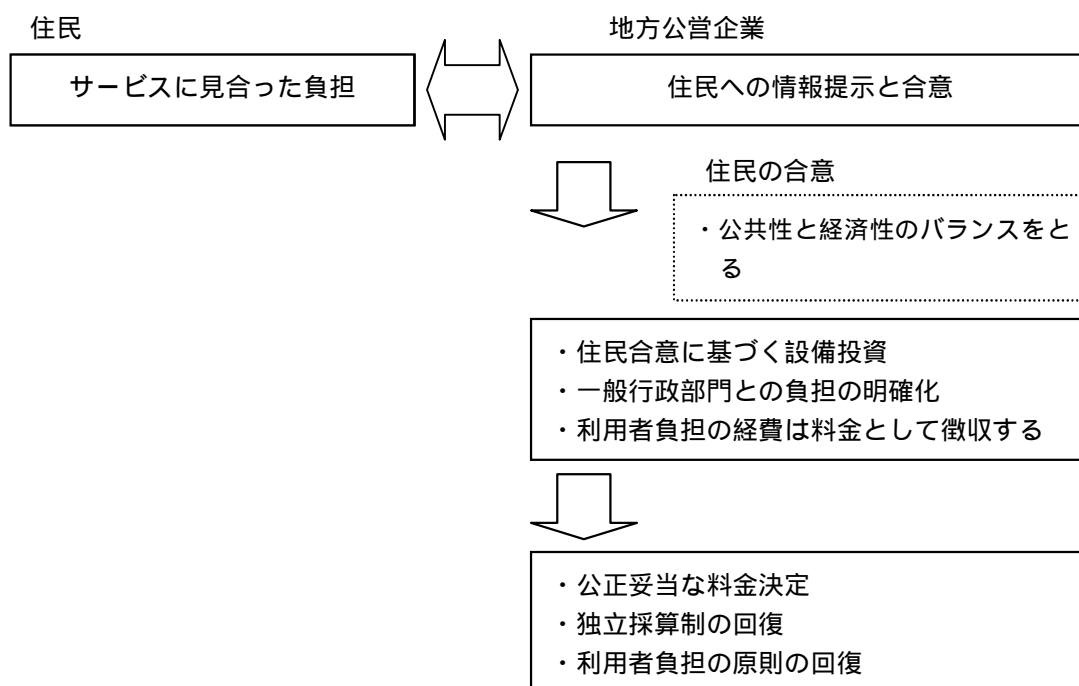 住民
地方公営企業
サービスに見合った負担
住民への情報提示と合意
住民の合意
・公共性と経済性のバランスをと
る
・住民合意に基づく設備投資
・一般行政部門との負担の明確化
・利用者負担の経費は料金として徴収する
・公正妥当な料金決定
・独立採算制の回復
・利用者負担の原則の回復